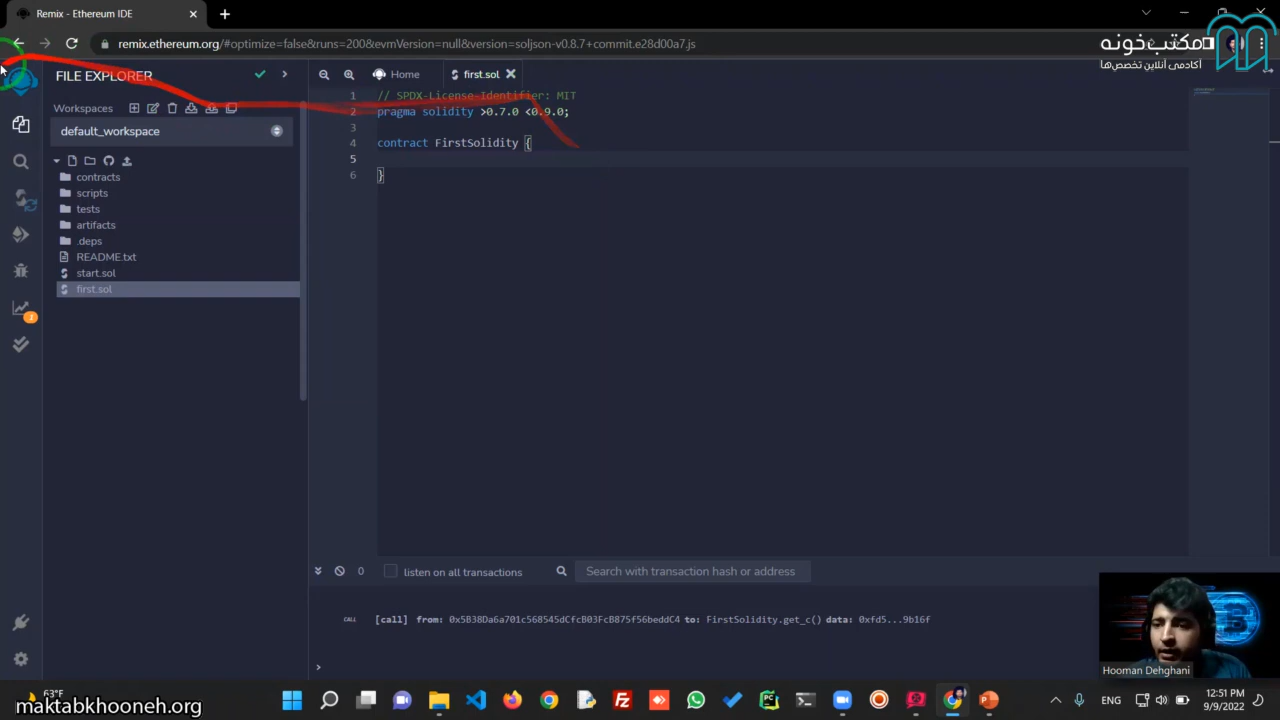 Remix - Ethereum IDE
remix.ethereum.org/#optimize=false&runs=200&evmVersion=null&version=soljson-v0.8.7+commit.e28d00a7.js
مکتب‌خونه
آکادمی آنلاین تخصص‌ها
FILE EXPLORER
Home
first.sol
Workspaces
default_workspace
contracts
scripts
tests
artifacts
.deps
README.txt
start.sol
first.sol
1 // SPDX-License-Identifier: MIT
2 pragma solidity >0.7.0 <0.9.0;
3
4 contract FirstSolidity {
5
6 }
0
listen on all transactions
Search with transaction hash or address
CALL [call] from: 0x5B38Da6a701c568545dCfcB03FcB875f56beddC4 to: FirstSolidity.get_c() data: 0xfd5...9b16f
>
1
Hooman Dehghani
63°F
maktabkhooneh.org
ENG
12:51 PM
9/9/2022